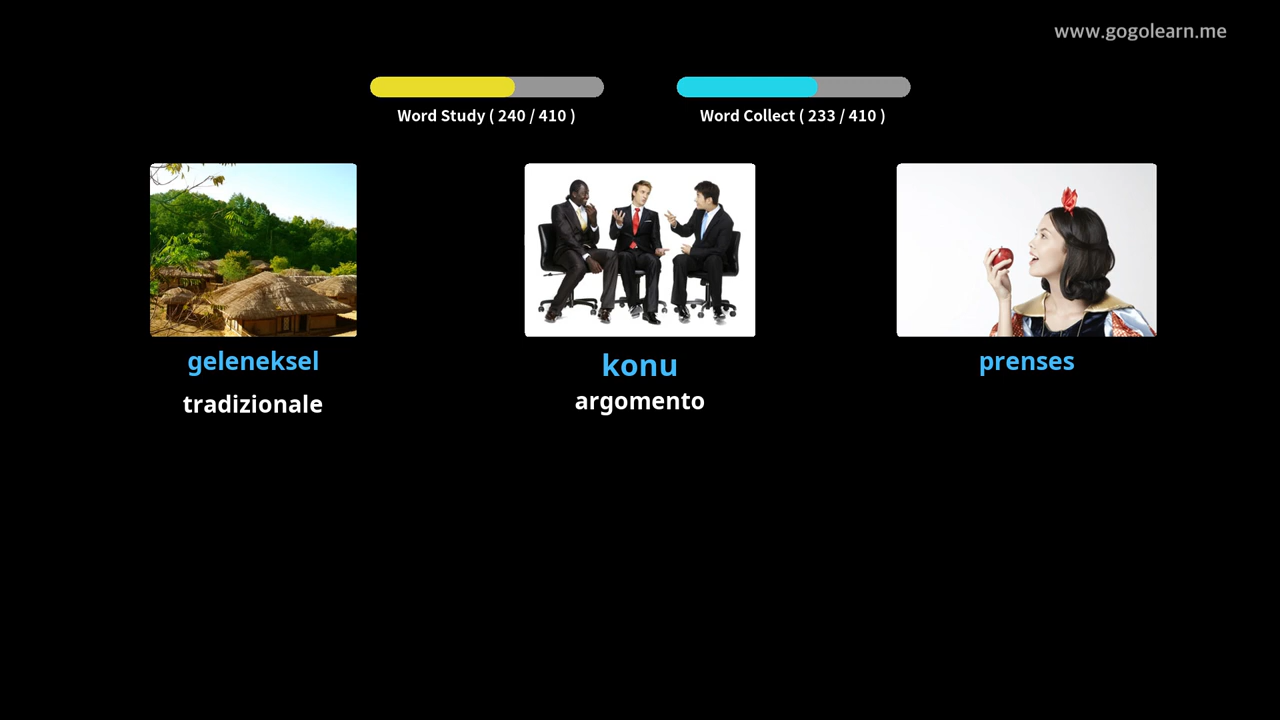 www.gogolearn.me
Word Study ( 240 / 410 )
Word Collect ( 233 / 410 )
geleneksel
konu
prenses
tradizionale
argomento